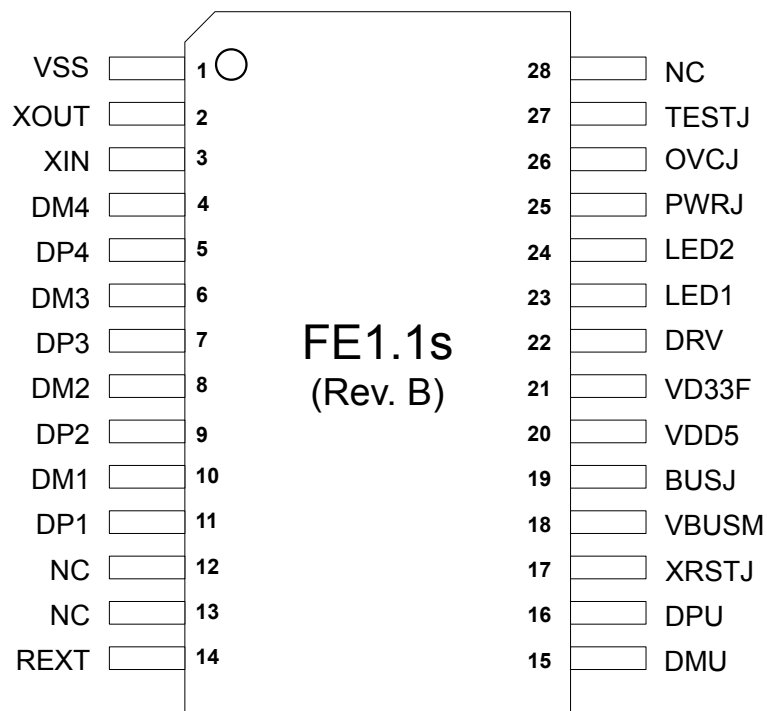 VSS 1 28 NC
XOUT 2 27 TESTJ
XIN 3 26 OVCJ
DM4 4 25 PWRJ
DP4 5 24 LED2
DM3 6 23 LED1
DP3 7 FE1.1s 22 DRV
DM2 8 (Rev. B) 21 VD33F
DP2 9 20 VDD5
DM1 10 19 BUSJ
DP1 11 18 VBUSM
NC 12 17 XRSTJ
NC 13 16 DPU
REXT 14 15 DMU